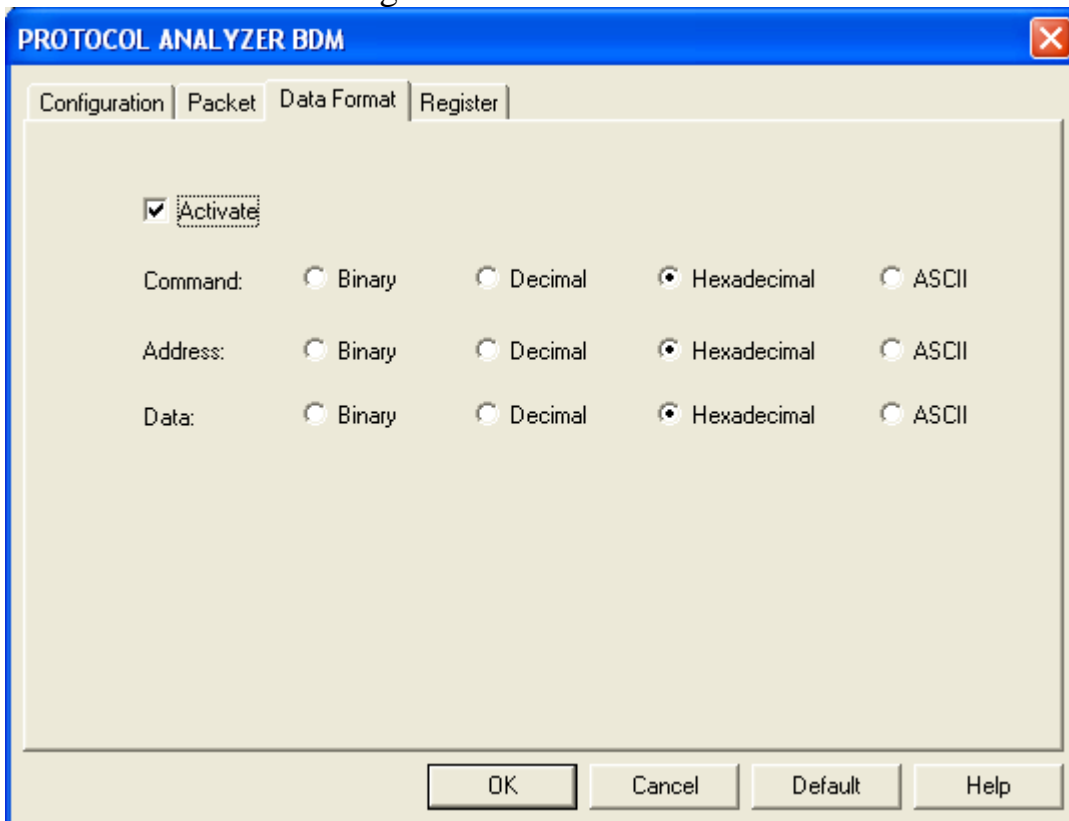 PROTOCOL ANALYZER BDM
Configuration Packet Data Format Register
Activate
Command: Binary Decimal Hexadecimal ASCII
Address: Binary Decimal Hexadecimal ASCII
Data: Binary Decimal Hexadecimal ASCII
OK Cancel Default Help